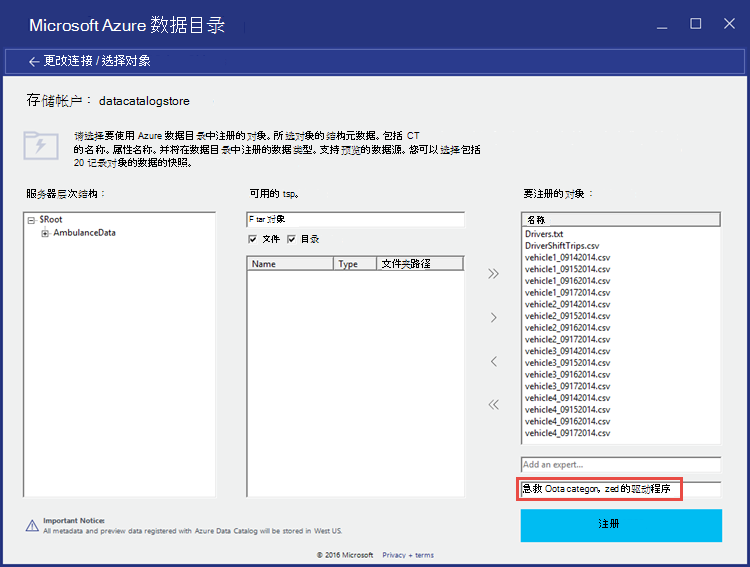 Microsoft Azure 数据目录
更改连接 / 选择对象
存储帐户： datacatalogstore
请选择要使用 Azure 数据目录中注册的对象。所选对象的结构元数据。包括 CT
的名称。属性名称。并将在数据目录中注册的数据类型。支持预览的数据源。您可以选择包括
20 记录对象的数据的快照。
服务器层次结构：
$Root
AmbulanceData
可用的 tsp。
F tar 对象
文件 目录
Name Type 文件夹路径
要注册的对象：
名称
Drivers.txt
DriverShiftTrips.csv
vehicle1_09142014.csv
vehicle1_09152014.csv
vehicle1_09162014.csv
vehicle1_09172014.csv
vehicle2_09142014.csv
vehicle2_09152014.csv
vehicle2_09162014.csv
vehicle2_09172014.csv
vehicle3_09142014.csv
vehicle3_09152014.csv
vehicle3_09162014.csv
vehicle3_09172014.csv
vehicle4_09142014.csv
vehicle4_09152014.csv
vehicle4_09162014.csv
vehicle4_09172014.csv
Add an expert...
急救 Oota categon，zed 的驱动程序
注册
Important Notice:
All metadata and preview data registered with Azure Data Catalog will be stored in West US.
© 2016 Microsoft Privacy + terms